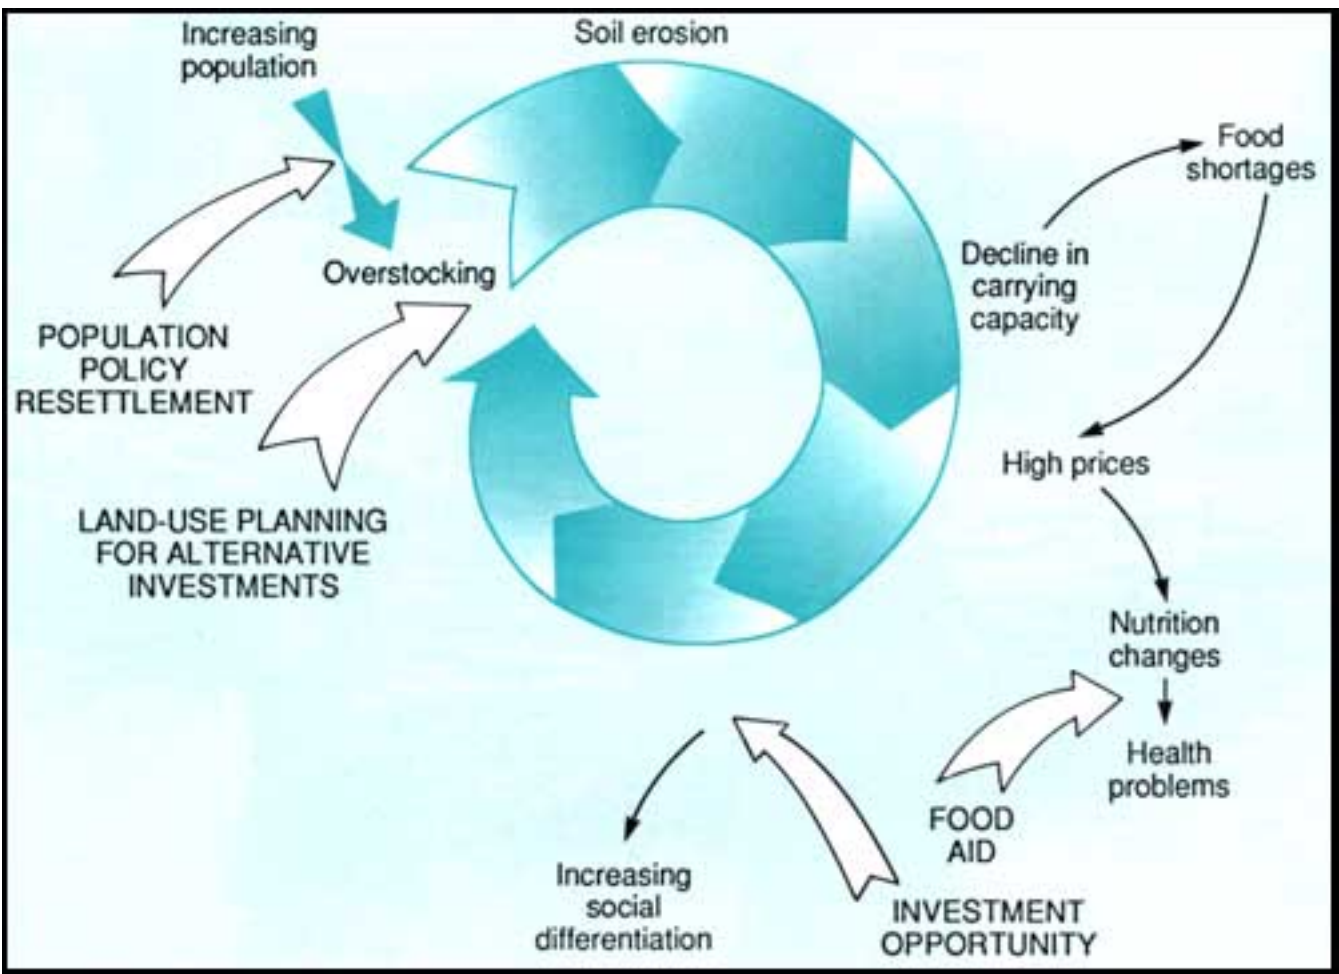 Increasing
population
Soil erosion
Food
shortages
Decline in
carrying
capacity
Overstocking
POPULATION
POLICY
RESETTLEMENT
High prices
LAND-USE PLANNING
FOR ALTERNATIVE
INVESTMENTS
Nutrition
changes
Health
problems
FOOD
AID
Increasing
social
differentiation
INVESTMENT
OPPORTUNITY